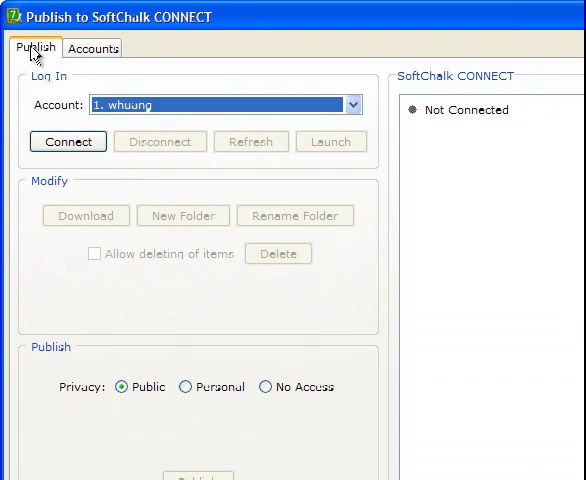 Publish to SoftChalk CONNECT
Publish Accounts
Log In
Account: 1. whuang
Connect Disconnect Refresh Launch
Modify
Download New Folder Rename Folder
Allow deleting of items Delete
Publish
Privacy: Public Personal No Access
SoftChalk CONNECT
Not Connected